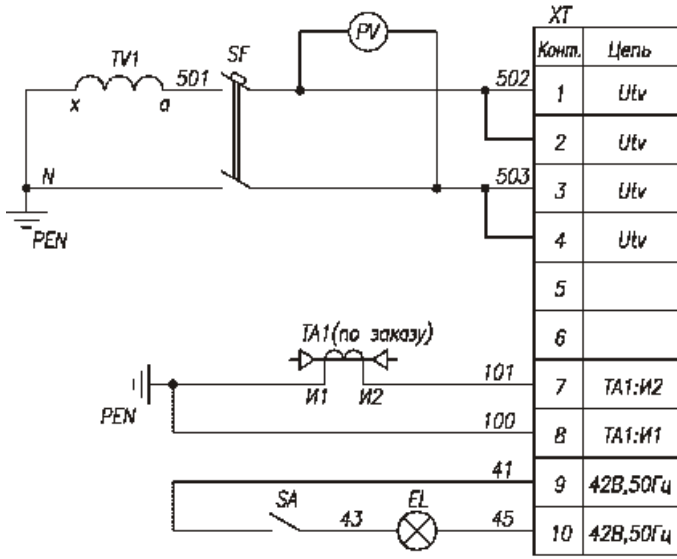 XT
PV
SF
Конт. Цепь
TV1
501
502
1 Utv
x a
2 Utv
N
503
3 Utv
PEN
4 Utv
5
6
TA1(по заказу)
101
7 TA1:И2
И1 И2
PEN
100
8 TA1:И1
41
9 42В,50Гц
SA
EL
43
45
10 42В,50Гц